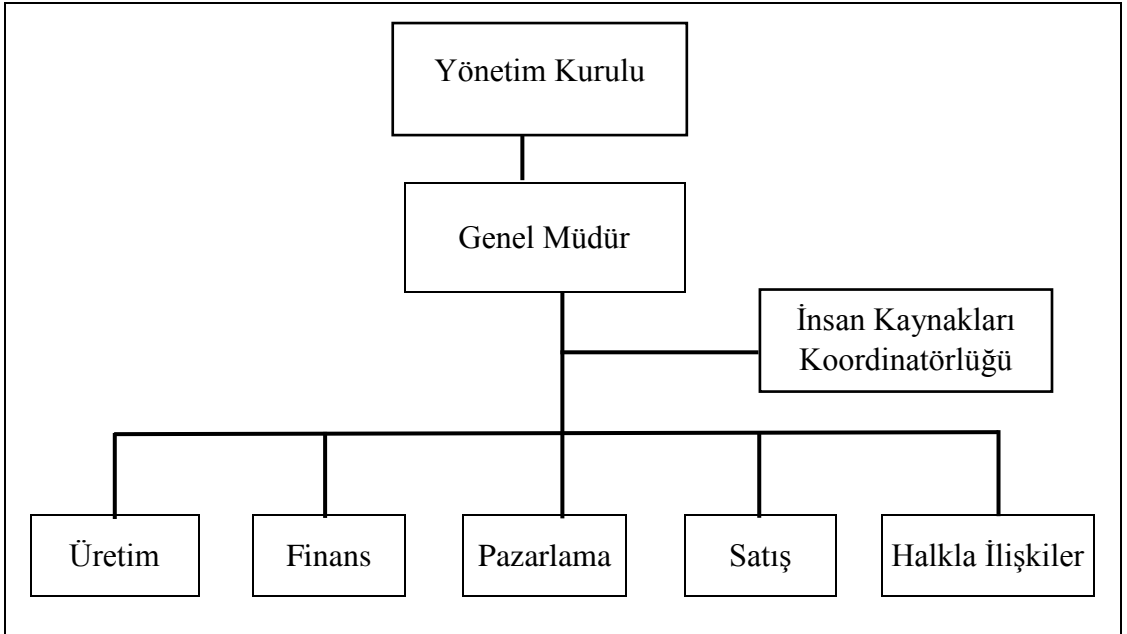 Yönetim Kurulu
Genel Müdür
İnsan Kaynakları
Koordinatörlüğü
Üretim
Finans
Pazarlama
Satış
Halkla İlişkiler